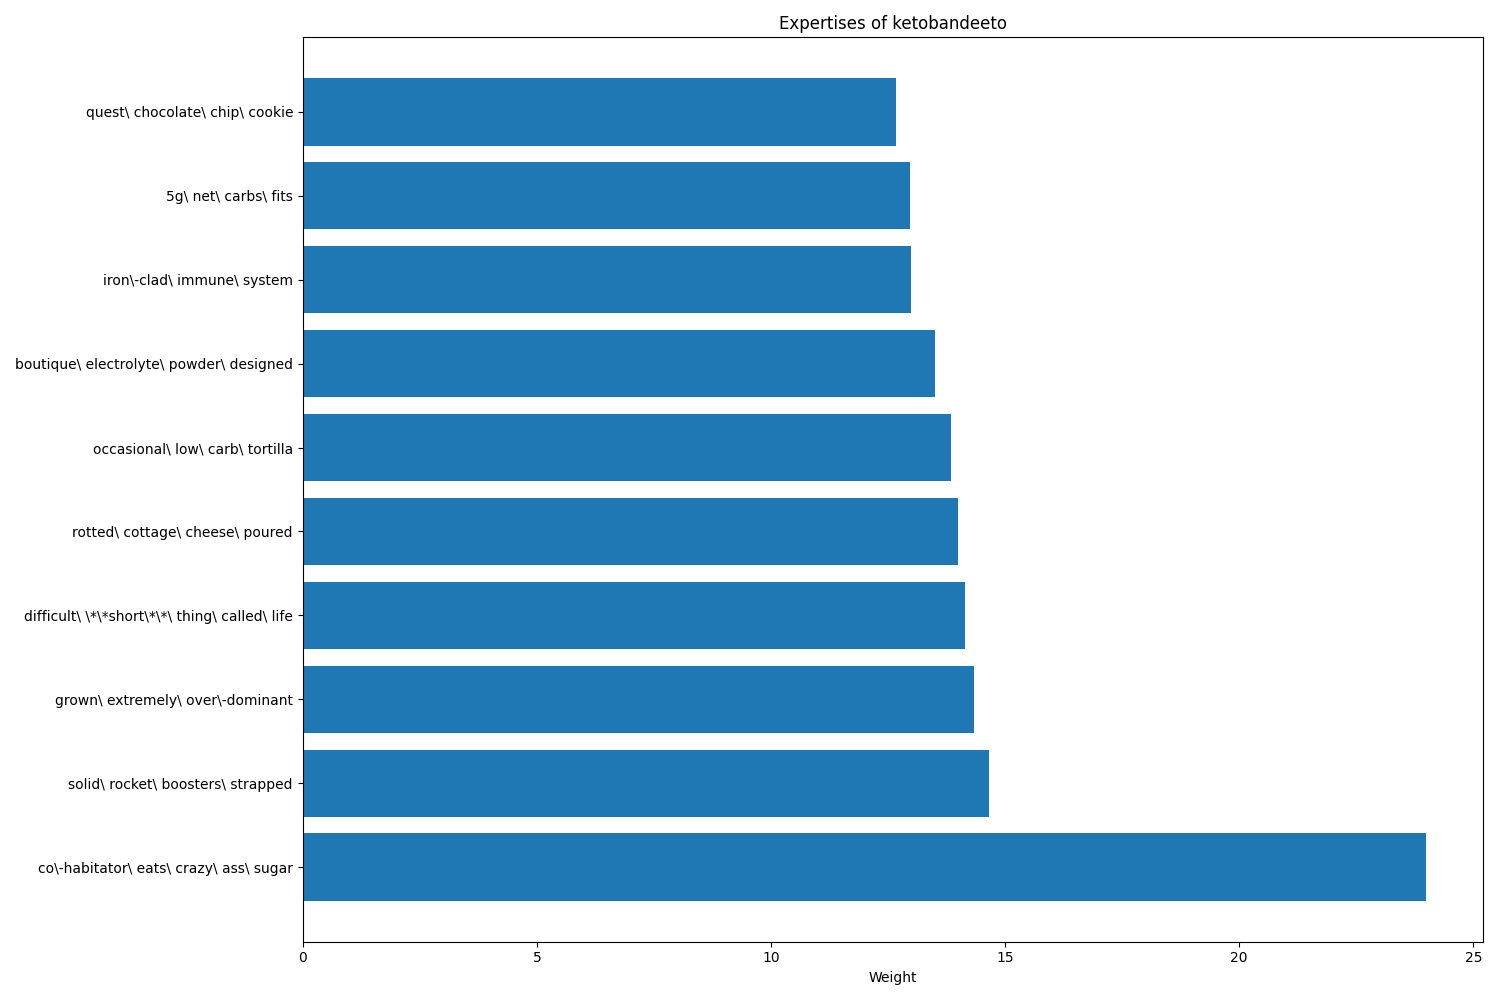 Expertises of ketobandeeto
quest\ chocolate\ chip\ cookie
5g\ net\ carbs\ fits
iron\-clad\ immune\ system
boutique\ electrolyte\ powder\ designed
occasional\ low\ carb\ tortilla
rotted\ cottage\ cheese\ poured
difficult\ \*\*short\*\*\ thing\ called\ life
grown\ extremely\ over\-dominant
solid\ rocket\ boosters\ strapped
co\-habitator\ eats\ crazy\ ass\ sugar
0 5 10 15 20 25
Weight